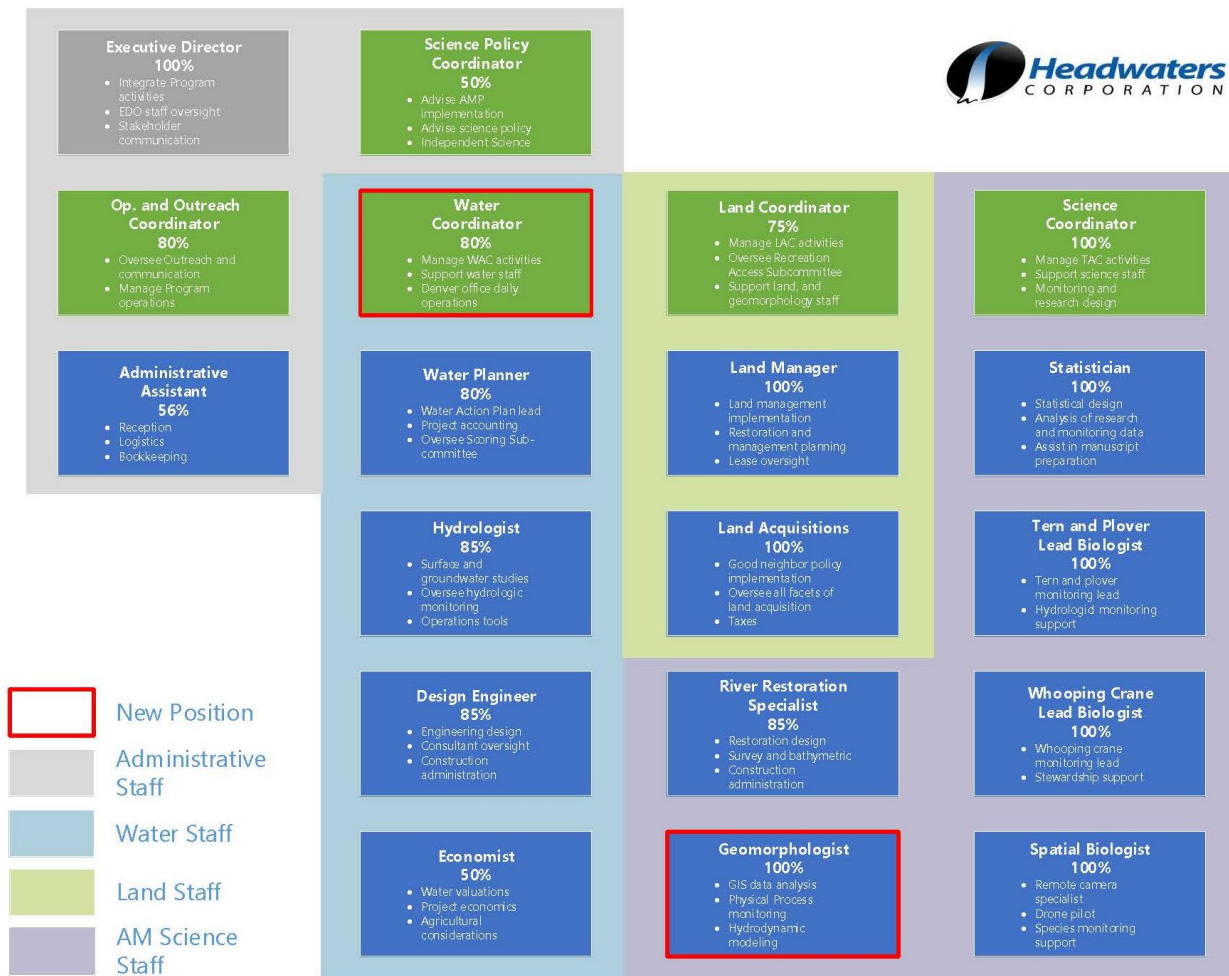 Executive Director
100%
• Integrate Program
activities
• EDO staff oversight
• Stakeholder
communication
Science Policy
Coordinator
50%
• Advise AMP
implementation
• Advise science policy
• Independent Science
Headwaters
CORPORATION
Op. and Outreach
Coordinator
80%
• Oversee Outreach and
communication
• Manage Program
operations
Water
Coordinator
80%
• Manage WAC activities
• Support water staff
• Denver office daily
operations
Land Coordinator
75%
• Manage LAC activities
• Oversee Recreation
Access Subcommittee
• Support land, and
geomorphology staff
Science
Coordinator
100%
• Manage TAC activities
• Support science staff
• Monitoring and
research design
Administrative
Assistant
56%
• Reception
• Logistics
• Bookkeeping
Water Planner
80%
• Water Action Plan lead
• Project accounting
• Oversee Scoring Sub-
committee
Land Manager
100%
• Land management
implementation
• Restoration and
management planning
• Lease oversight
Statistician
100%
• Statistical design
• Analysis of research
and monitoring data
• Assist in manuscript
preparation
Hydrologist
85%
• Surface and
groundwater studies
• Oversee hydrologic
monitoring
• Operations tools
Land Acquisitions
100%
• Good neighbor policy
implementation
• Oversee all facets of
land acquisition
• Taxes
Tern and Plover
Lead Biologist
100%
• Tern and plover
monitoring lead
• Hydrologid monitoring
support
Design Engineer
85%
• Engineering design
• Consultant oversight
• Construction
administration
River Restoration
Specialist
85%
• Restoration design
• Survey and bathymetric
• Construction
administration
Whooping Crane
Lead Biologist
100%
• Whooping crane
monitoring lead
• Stewardship support
Economist
50%
• Water valuations
• Project economics
• Agricultural
considerations
Geomorphologist
100%
• GIS data analysis
• Physical Process
monitoring
• Hydrodynamic
modeling
Spatial Biologist
100%
• Remote camera
specialist
• Drone pilot
• Species monitoring
support
New Position
Administrative
Staff
Water Staff
Land Staff
AM Science
Staff